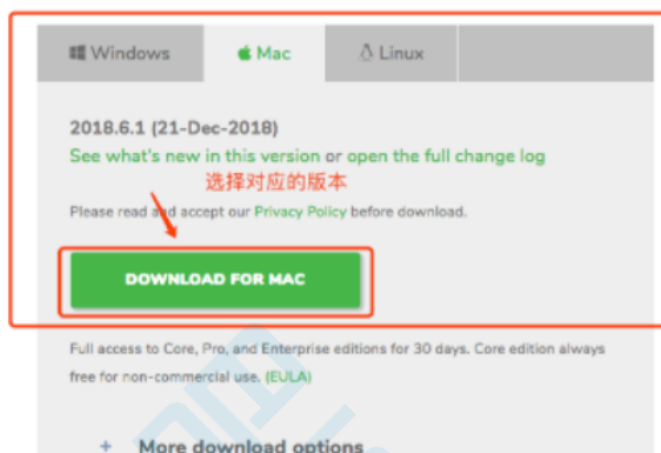 Windows Mac Linux
2018.6.1 (21-Dec-2018)
See what's new in this version or open the full change log
选择对应的版本
Please read and accept our Privacy Policy before download.
DOWNLOAD FOR MAC
Full access to Core, Pro, and Enterprise editions for 30 days. Core edition always
free for non-commercial use. (EULA)
+ More download options